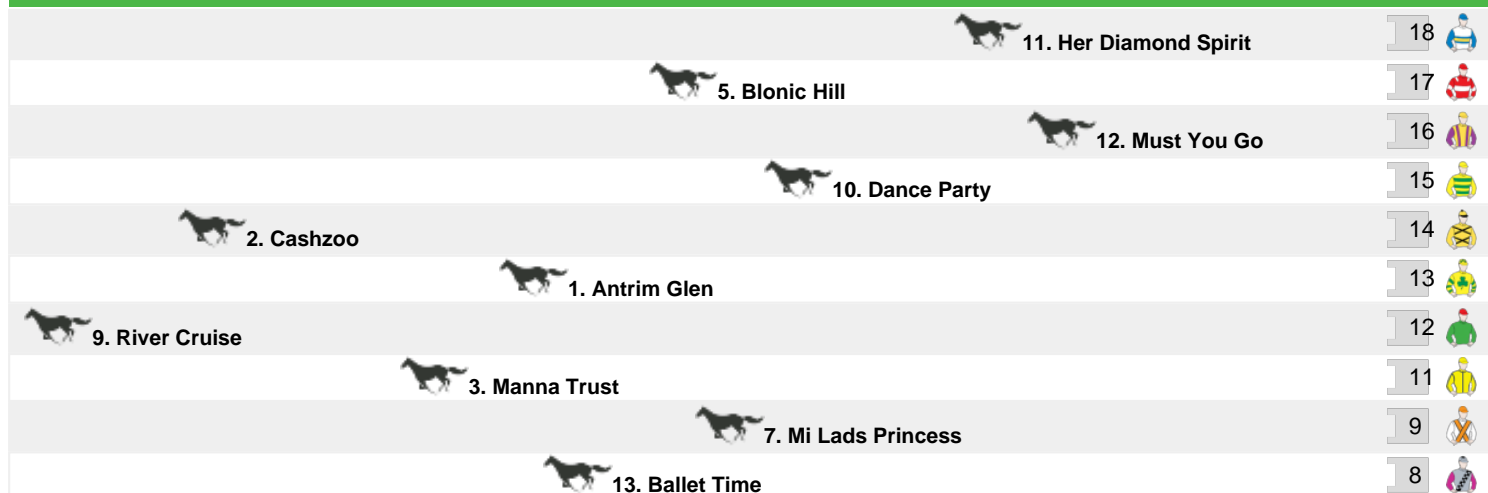 11. Her Diamond Spirit 18
5. Blonic Hill 17
12. Must You Go 16
10. Dance Party 15
2. Cashzoo 14
1. Antrim Glen 13
9. River Cruise 12
3. Manna Trust 11
7. Mi Lads Princess 9
13. Ballet Time 8